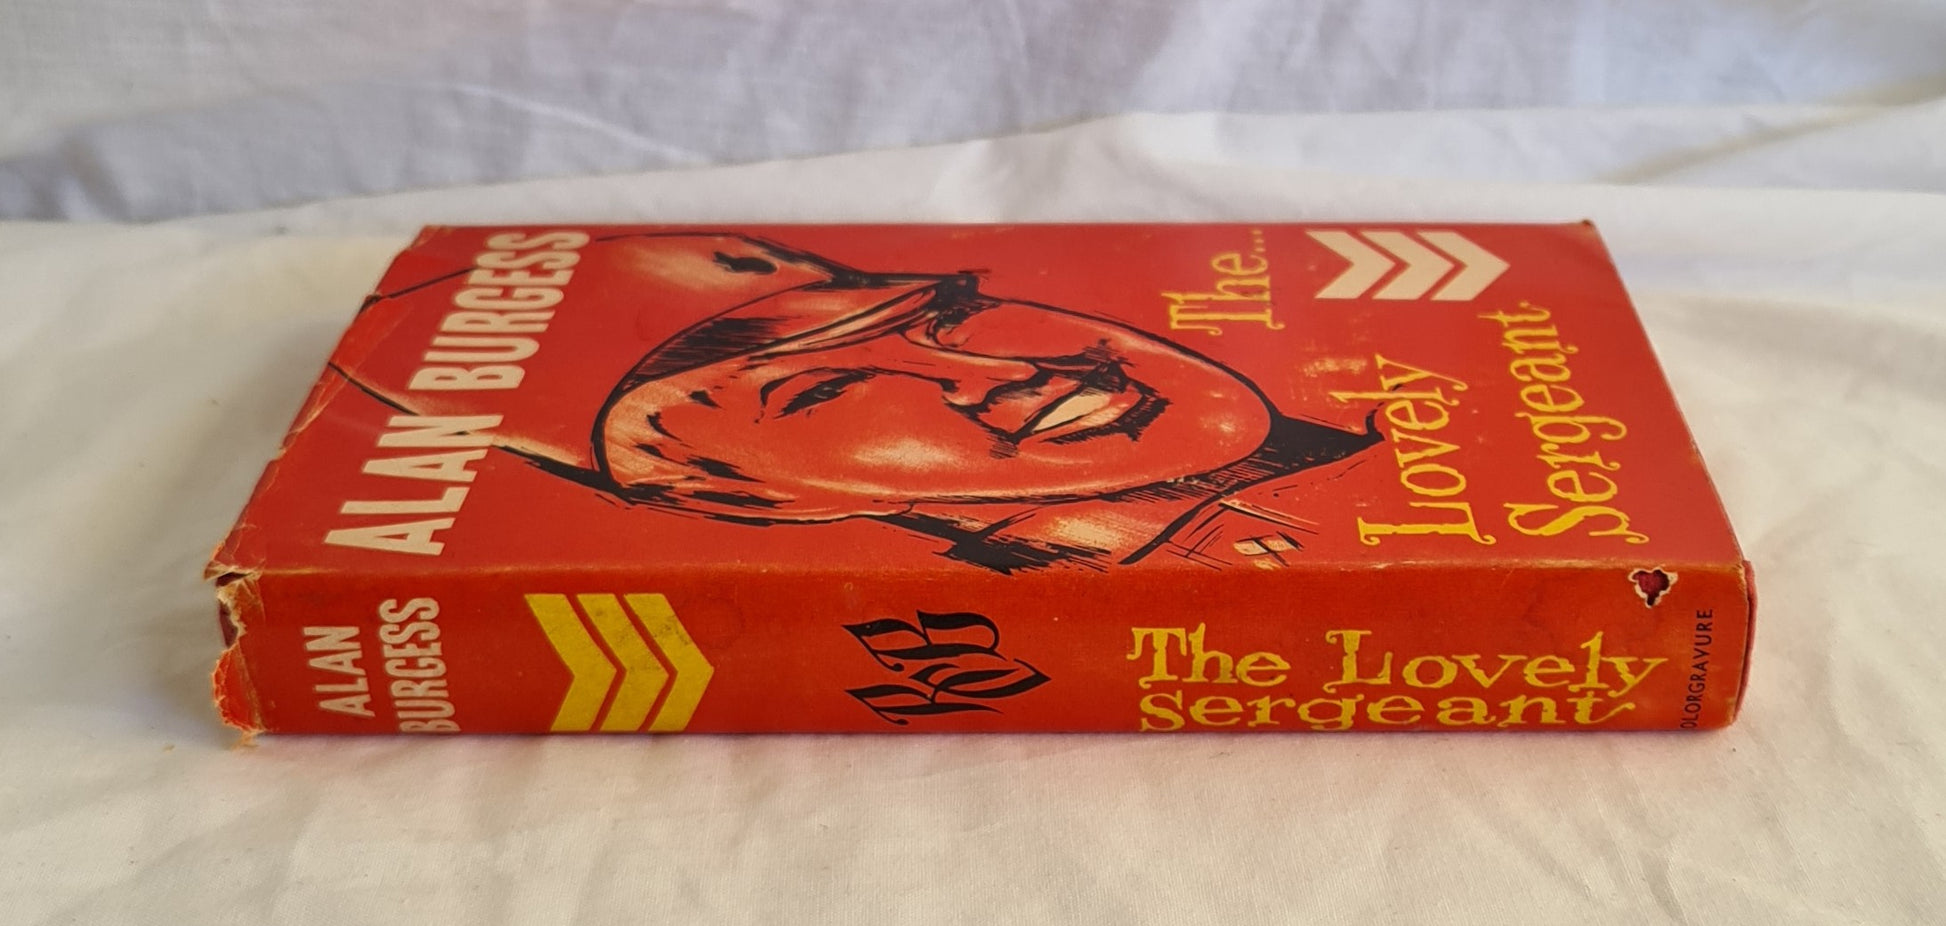 ALAN BURGESS
The...
Lovely
Sergeant
ALAN
BURGESS
The Lovely
Sergeant
OLORGRAVURE